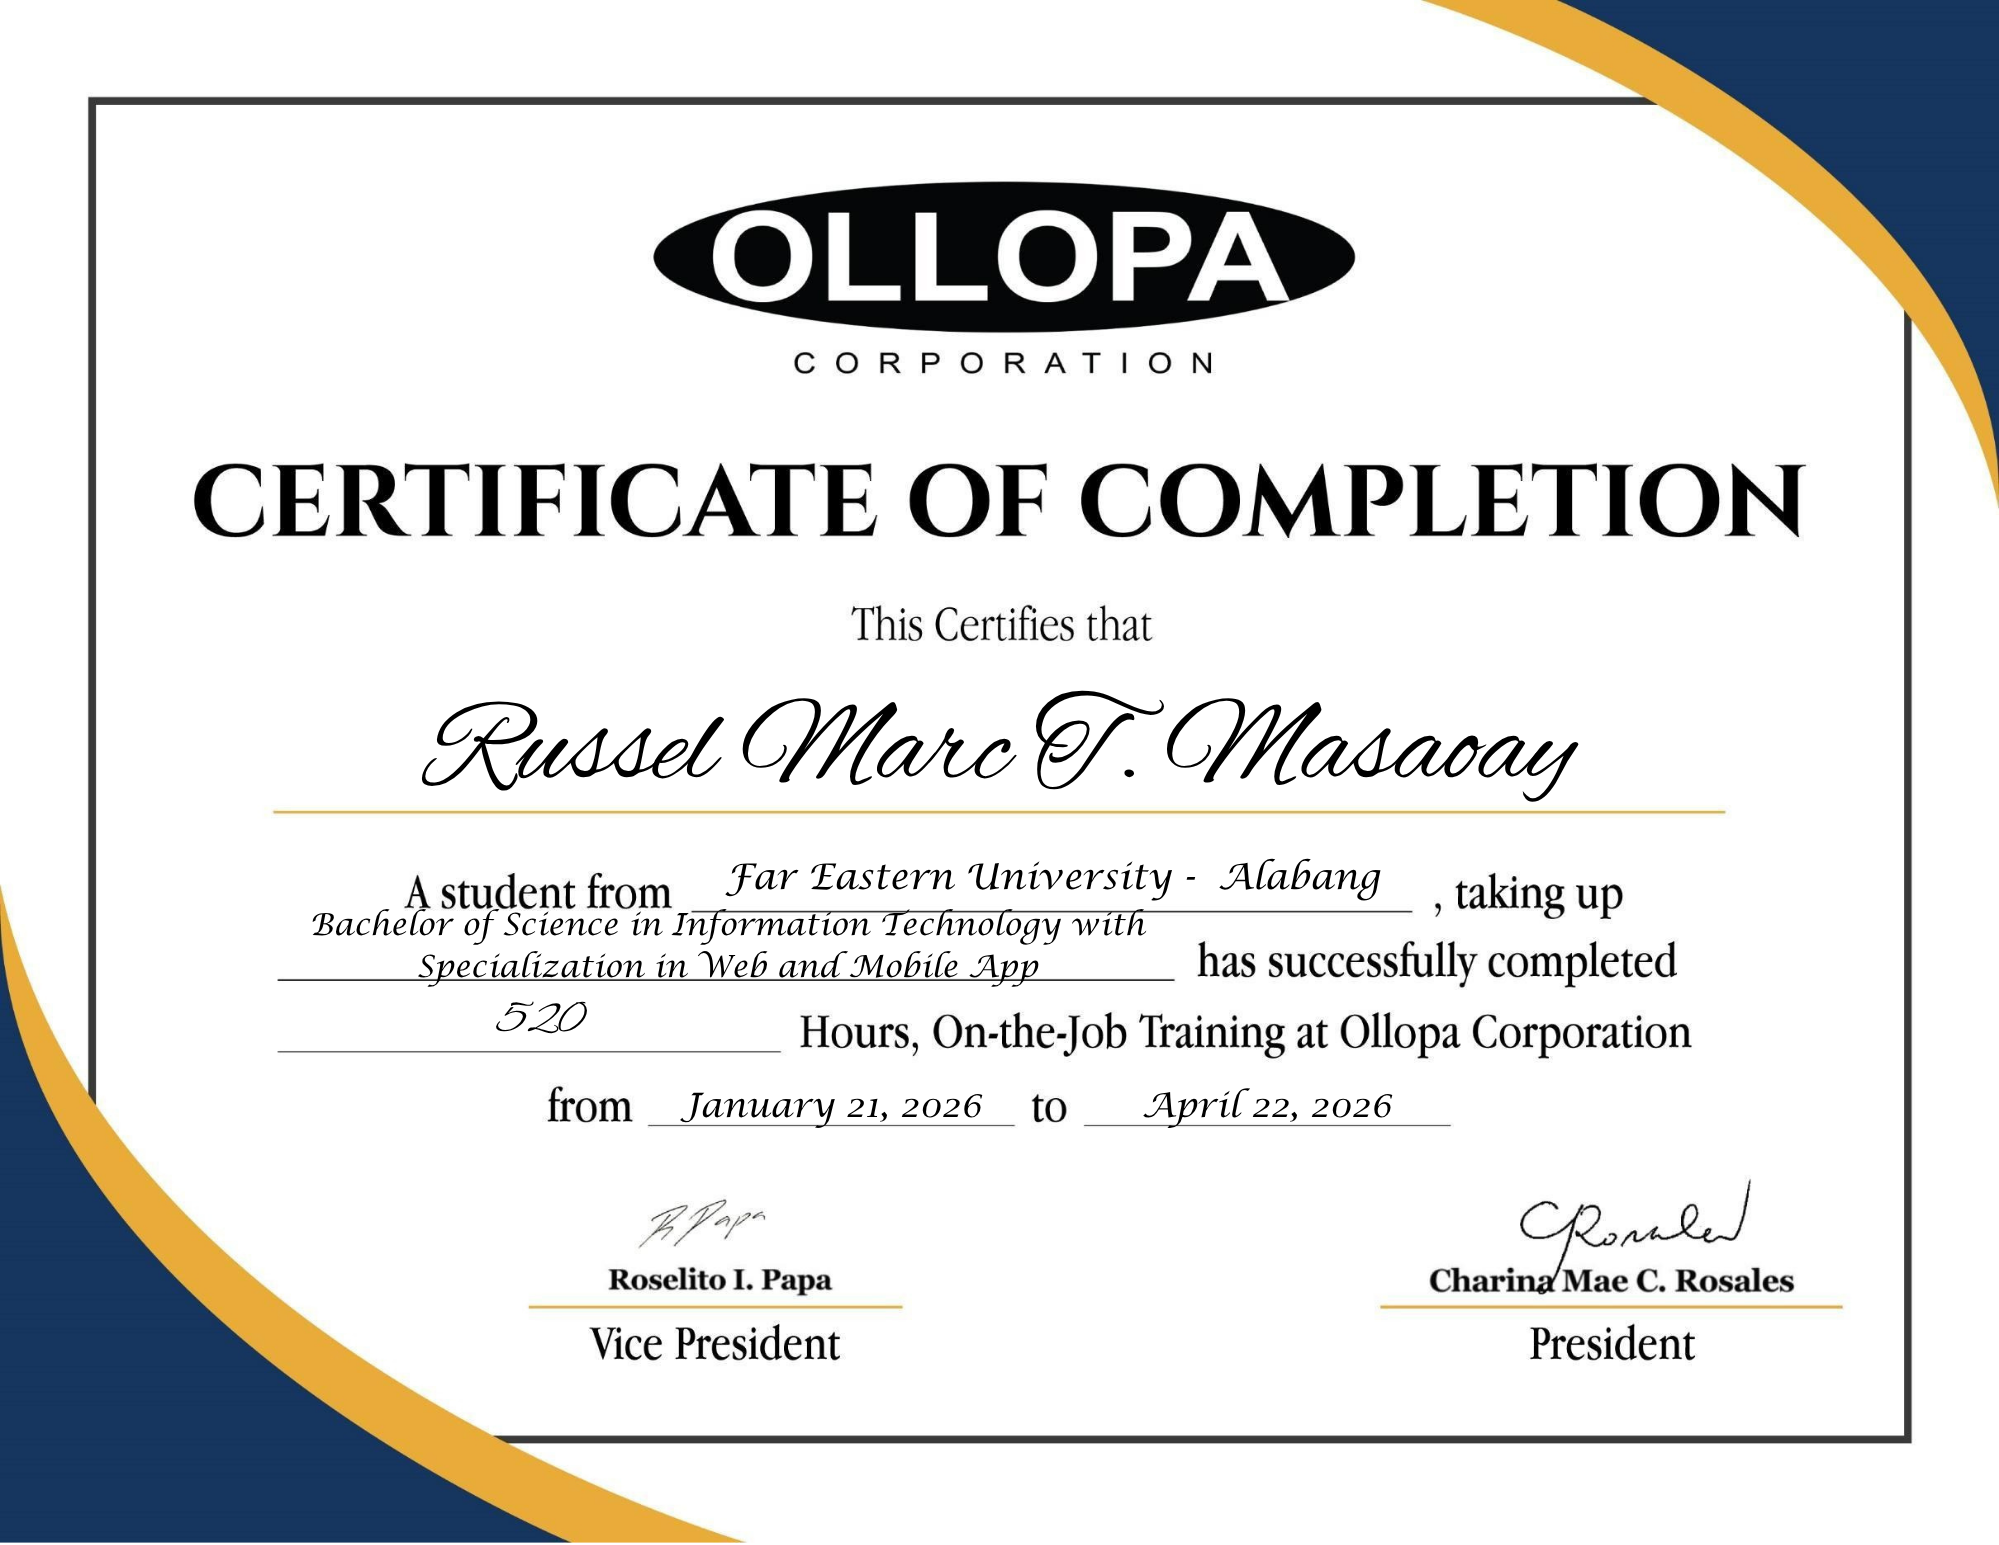 OLLOPA
CORPORATION
CERTIFICATE OF COMPLETION
This Certifies that
Russel Marc T. Masaoay
A student from Far Eastern University - Alabang , taking up
Bachelor of Science in Information Technology with
Specialization in Web and Mobile App has successfully completed
520 Hours, On-the-Job Training at Ollopa Corporation
from January 21, 2026 to April 22, 2026
R Papa CRosales
Roselito I. Papa Charina Mae C. Rosales
Vice President President